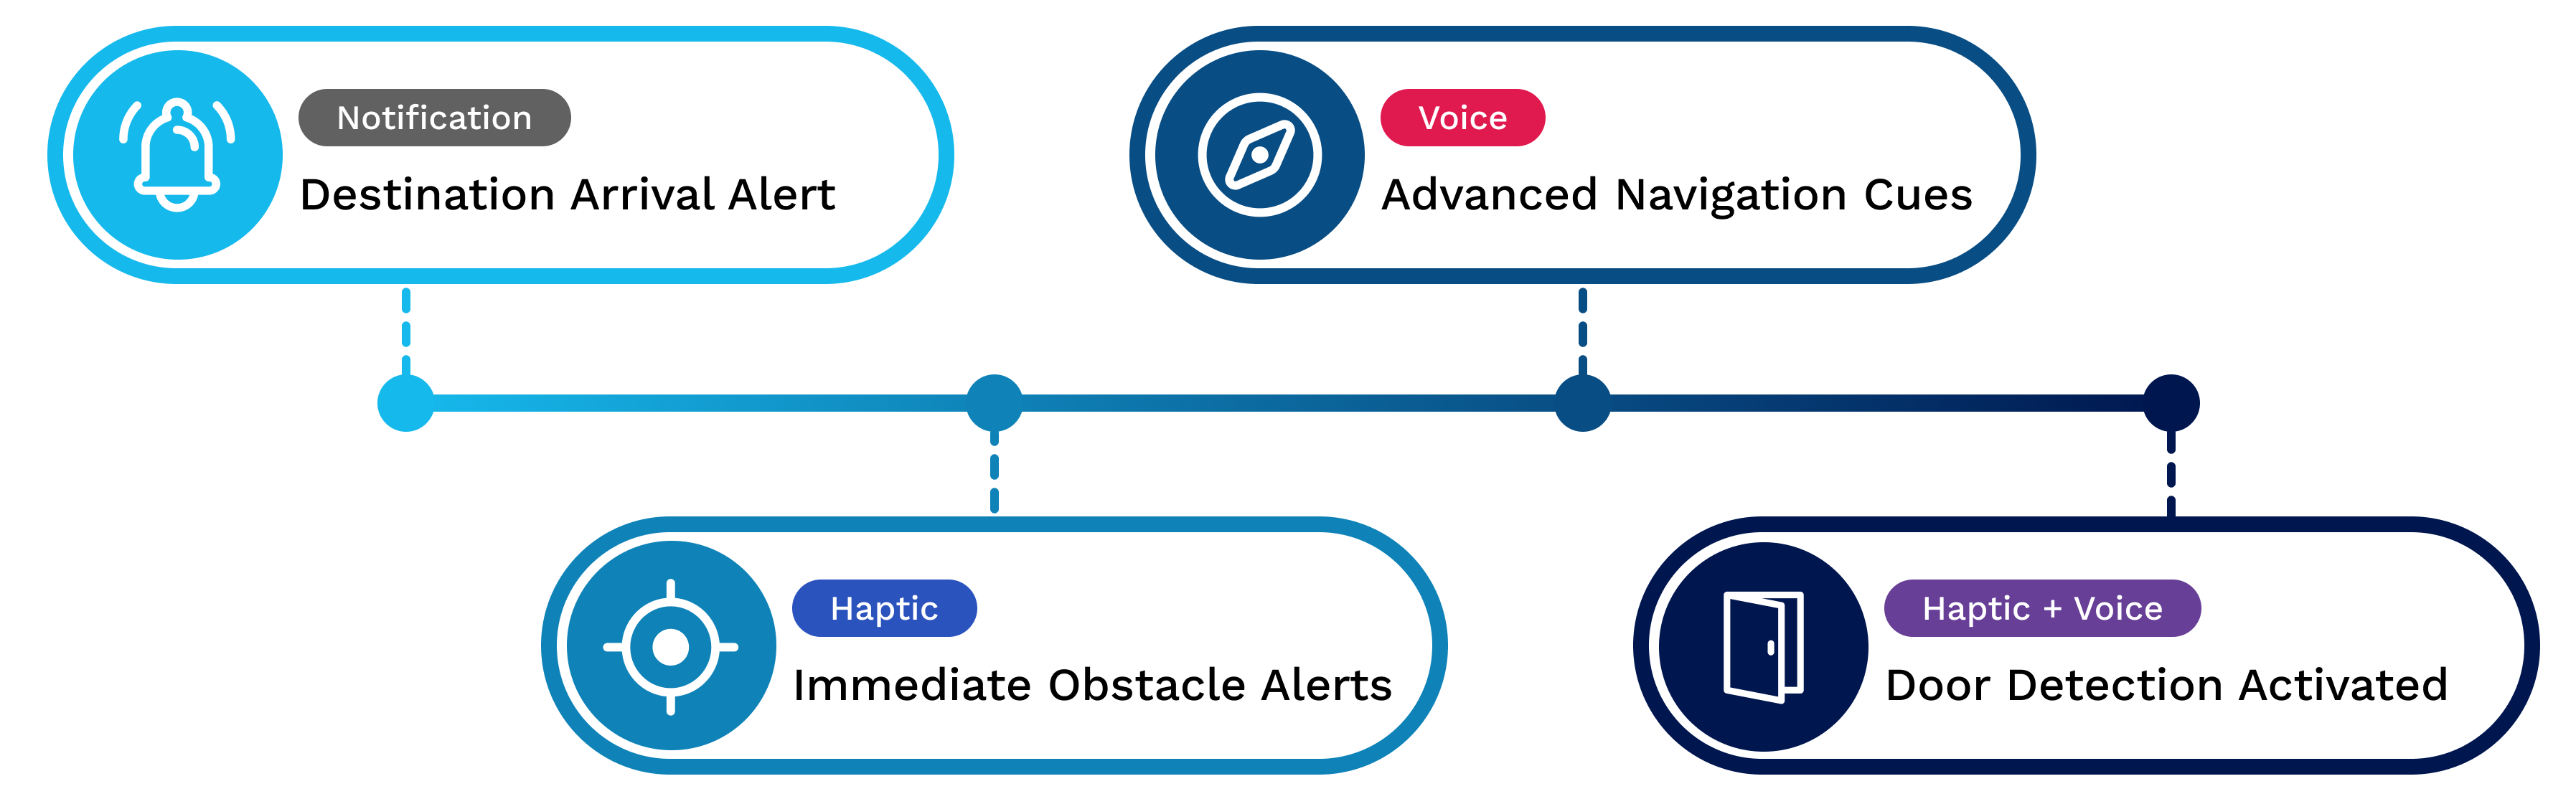 Notification
Destination Arrival Alert
Haptic
Immediate Obstacle Alerts
Voice
Advanced Navigation Cues
Haptic + Voice
Door Detection Activated